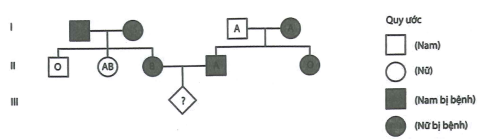 I
Quy ước
A
(Nam)
II
O
AB
(Nữ)
III
?
(Nam bị bệnh)
(Nữ bị bệnh)